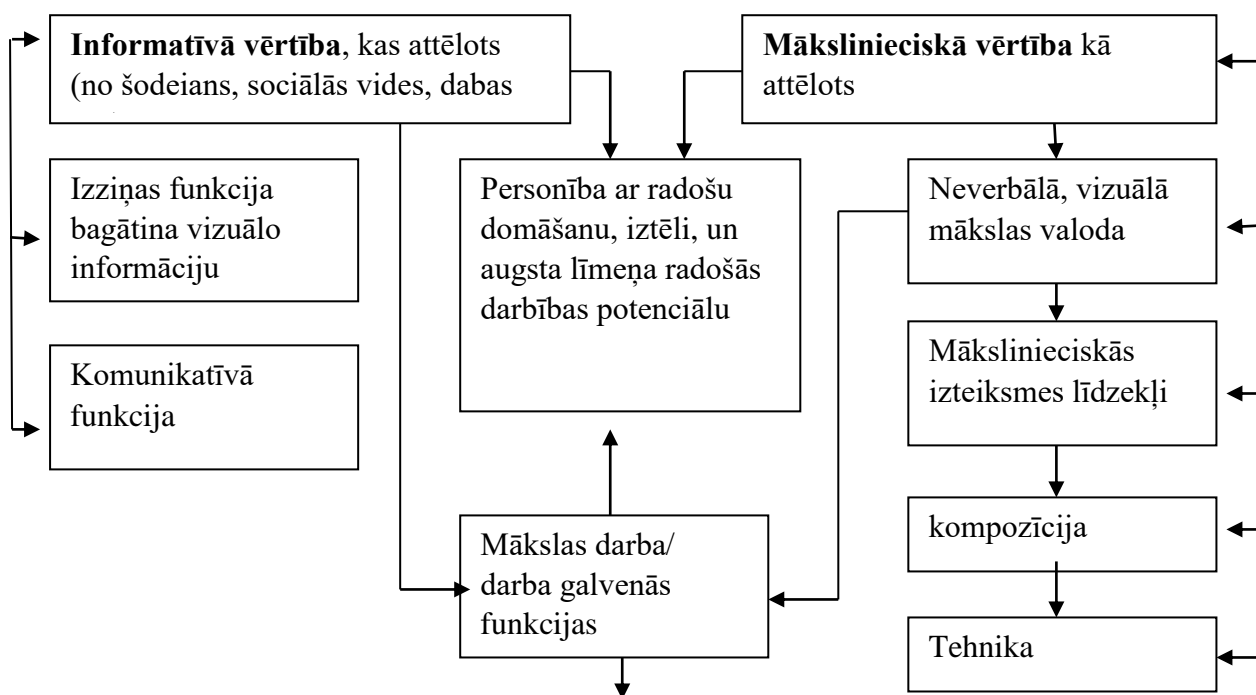 Informatīvā vērtība, kas attēlots
(no šodeians, sociālās vides, dabas
Mākslinieciskā vērtība kā
attēlots
Izziņas funkcija
bagātina vizuālo
informāciju
Personība ar radošu
domāšanu, iztēli, un
augsta līmeņa radošās
darbības potenciālu
Neverbālā, vizuālā
mākslas valoda
Komunikatīvā
funkcija
Mākslinieciskās
izteiksmes līdzekļi
Mākslas darba/
darba galvenās
funkcijas
kompozīcija
Tehnika